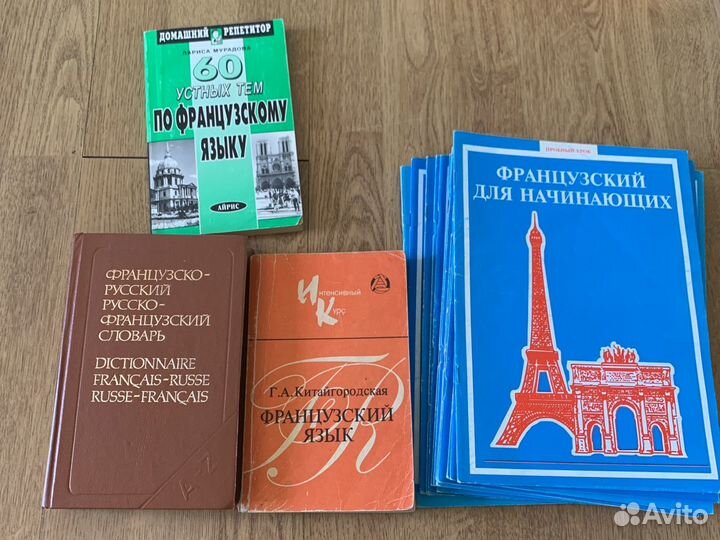 ДОМАШНИЙ РЕПЕТИТОР
ЛАРИСА МУРАДОВА
60
УСТНЫХ ТЕМ
ПО ФРАНЦУЗСКОМУ
ЯЗЫКУ
АЙРИС
ФРАНЦУЗСКО-
РУССКИЙ
РУССКО-
ФРАНЦУЗСКИЙ
СЛОВАРЬ
DICTIONNAIRE
FRANÇAIS-RUSSE
RUSSE-FRANÇAIS
A-Z
Интенсивный
Курс
Г.А.Китайгородская
ФРАНЦУЗСКИЙ
ЯЗЫК
ПРОБНЫЙ УРОК
ФРАНЦУЗСКИЙ
ДЛЯ НАЧИНАЮЩИХ
Avito